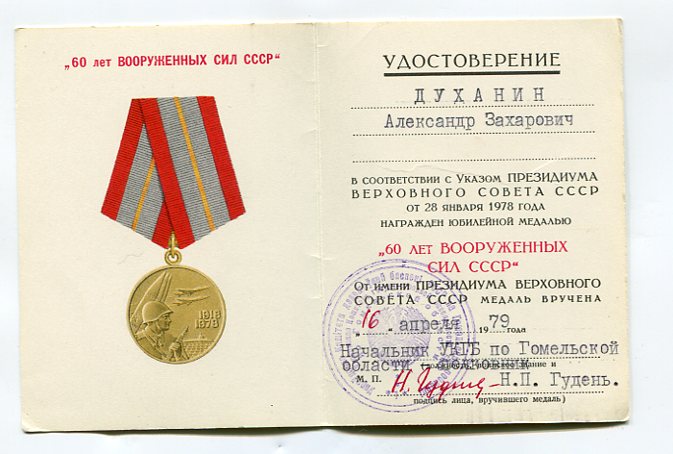 „60 лет ВООРУЖЕННЫХ СИЛ СССР“
1918
1978
УДОСТОВЕРЕНИЕ
ДУХАНИН
Александр Захарович
В СООТВЕТСТВИИ С УКАЗОМ ПРЕЗИДИУМА
ВЕРХОВНОГО СОВЕТА СССР
ОТ 28 ЯНВАРЯ 1978 ГОДА
НАГРАЖДЕН ЮБИЛЕЙНОЙ МЕДАЛЬЮ
„60 ЛЕТ ВООРУЖЕННЫХ
СИЛ СССР“
ОТ ИМЕНИ ПРЕЗИДИУМА ВЕРХОВНОГО
СОВЕТА СССР МЕДАЛЬ ВРУЧЕНА
„16 „ апреля 1979 года
Начальник УКГБ по Гомельской
области полковник
М. П. Н. Гудень Н.П. Гудень.
подпись лица, вручившего медаль)